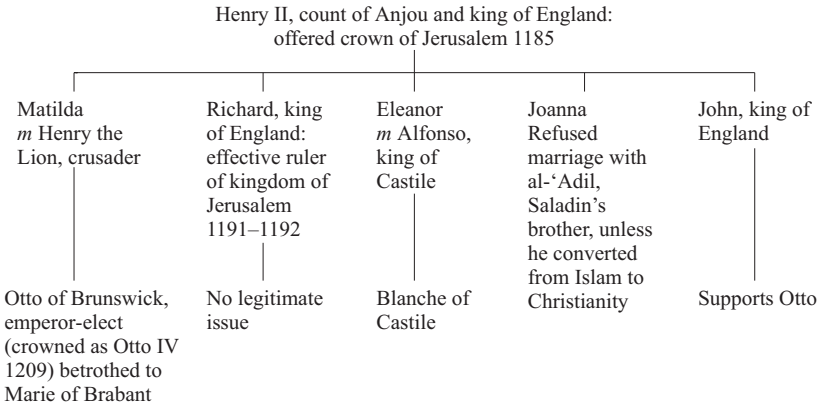 Henry II, count of Anjou and king of England:
offered crown of Jerusalem 1185
Matilda
m Henry the
Lion, crusader
Richard, king
of England:
effective ruler
of kingdom of
Jerusalem
1191–1192
Eleanor
m Alfonso,
king of
Castile
Joanna
Refused
marriage with
al-‘Adil,
Saladin’s
brother, unless
he converted
from Islam to
Christianity
John, king of
England
Otto of Brunswick,
emperor-elect
(crowned as Otto IV
1209) betrothed to
Marie of Brabant
No legitimate
issue
Blanche of
Castile
Supports Otto